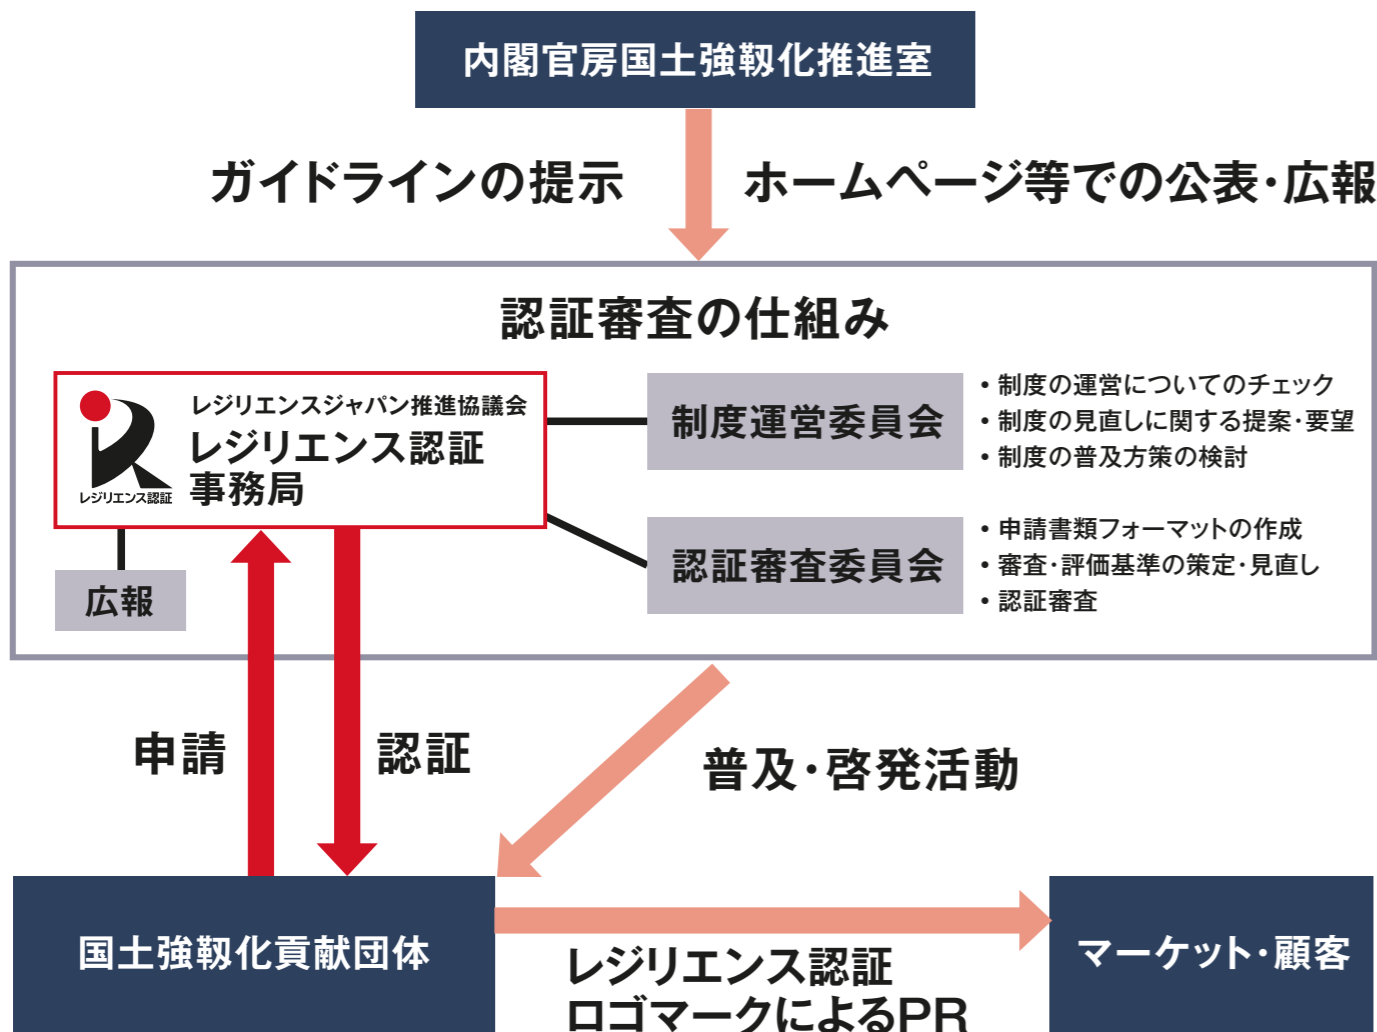 内閣官房国土強靱化推進室
ガイドラインの提示
ホームページ等での公表・広報
認証審査の仕組み
レジリエンス認証
レジリエンスジャパン推進協議会
レジリエンス認証
事務局
制度運営委員会
・制度の運営についてのチェック
・制度の見直しに関する提案・要望
・制度の普及方策の検討
認証審査委員会
・申請書類フォーマットの作成
・審査・評価基準の策定・見直し
・認証審査
広報
申請
認証
普及・啓発活動
国土強靱化貢献団体
レジリエンス認証
ロゴマークによるPR
マーケット・顧客